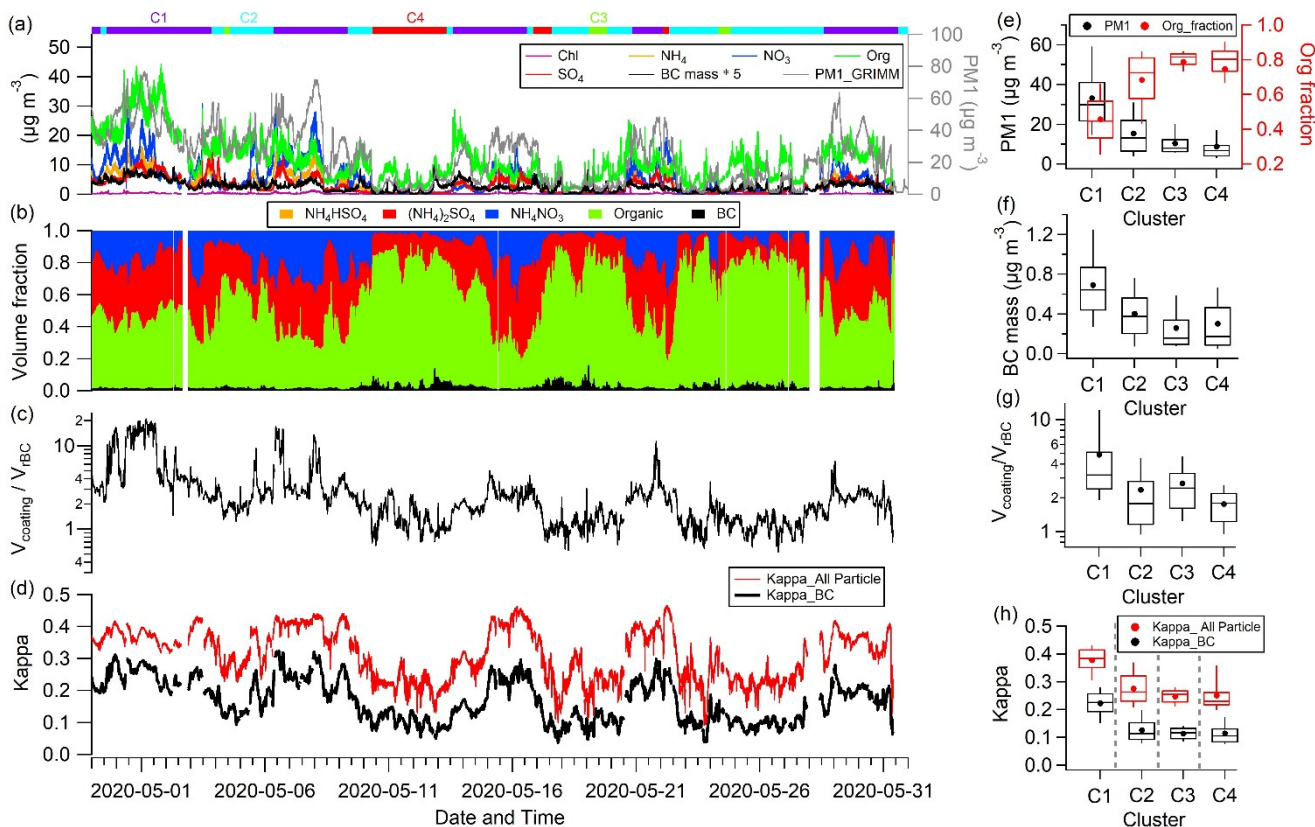 (a)
C1 C2 C4 C3
50
40
30
20
10
0
(µg m⁻³)
Chl NH₄ NO₃ Org
SO₄ BC mass * 5 PM1_GRIMM
100
80
60
40
20
0
PM1 (µg m⁻³)
(b)
NH₄HSO₄ (NH₄)₂SO₄ NH₄NO₃ Organic BC
1.0
0.8
0.6
0.4
0.2
0.0
Volume fraction
(c)
2
10
4
2
1
4
V_coating / V_rBC
(d)
Kappa_All Particle
Kappa_BC
0.5
0.4
0.3
0.2
0.1
0.0
Kappa
2020-05-01 2020-05-06 2020-05-11 2020-05-16 2020-05-21 2020-05-26 2020-05-31
Date and Time
(e)
PM1 Org_fraction
60
40
20
0
PM1 (µg m⁻³)
1.0
0.8
0.6
0.4
0.2
Org fraction
C1 C2 C3 C4
Cluster
(f)
1.2
0.8
0.4
0.0
BC mass (µg m⁻³)
C1 C2 C3 C4
Cluster
(g)
10
4
2
1
V_coating/V_rBC
C1 C2 C3 C4
Cluster
(h)
Kappa_ All Particle
Kappa_BC
0.5
0.4
0.3
0.2
0.1
0.0
Kappa
C1 C2 C3 C4
Cluster